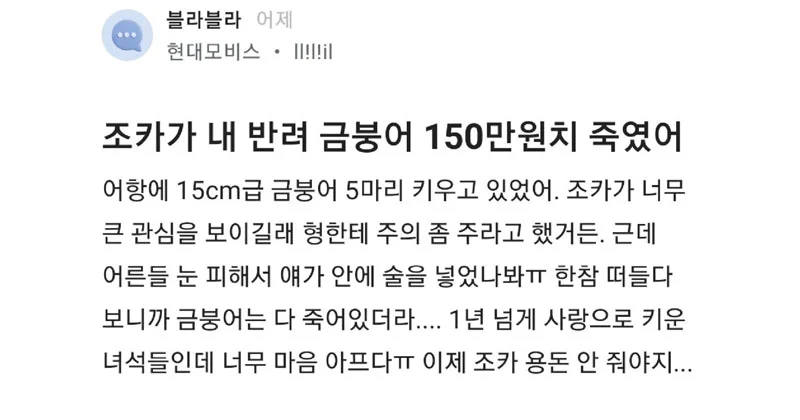 블라블라 어제
현대모비스 · ll!l!il
조카가 내 반려 금붕어 150만원치 죽였어
어항에 15cm급 금붕어 5마리 키우고 있었어. 조카가 너무
큰 관심을 보이길래 형한테 주의 좀 주라고 했거든. 근데
어른들 눈 피해서 얘가 안에 술을 넣었나봐ㅠ 한참 떠들다
보니까 금붕어는 다 죽어있더라.... 1년 넘게 사랑으로 키운
녀석들인데 너무 마음 아프다ㅠ 이제 조카 용돈 안 줘야지...